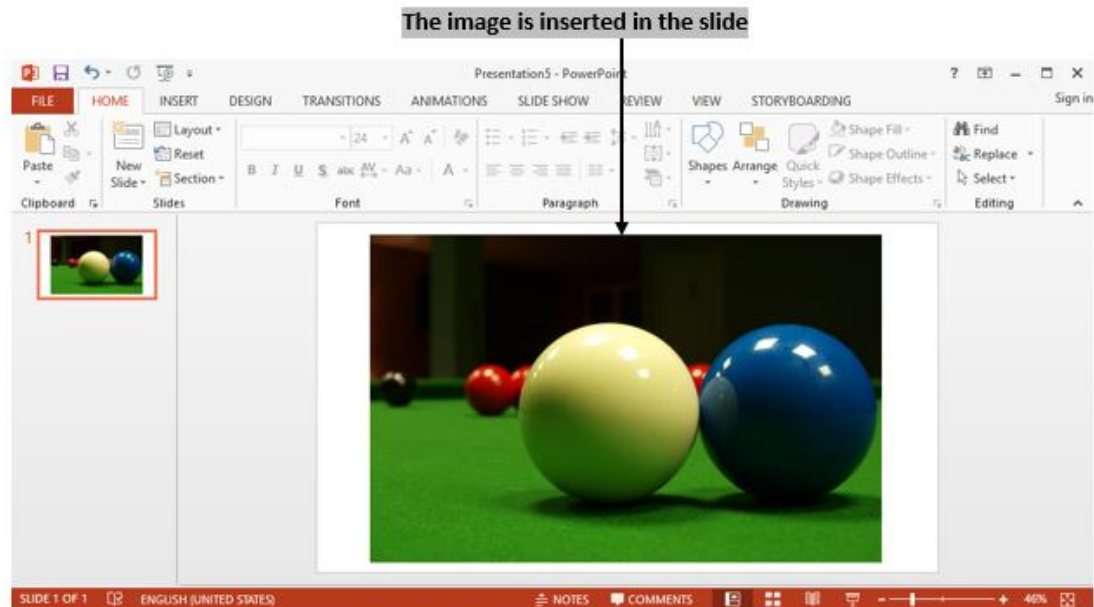 The image is inserted in the slide
Presentation5 - PowerPoint
?
FILE HOME INSERT DESIGN TRANSITIONS ANIMATIONS SLIDE SHOW REVIEW VIEW STORYBOARDING Sign in
Paste
New Slide
Layout
Reset
Section
24
B I U S abc AV Aa A
Shapes
Arrange
Quick Styles
Shape Fill
Shape Outline
Shape Effects
Find
Replace
Select
Clipboard Slides Font Paragraph Drawing Editing
1
SLIDE 1 OF 1 ENGLISH (UNITED STATES) NOTES COMMENTS 46%